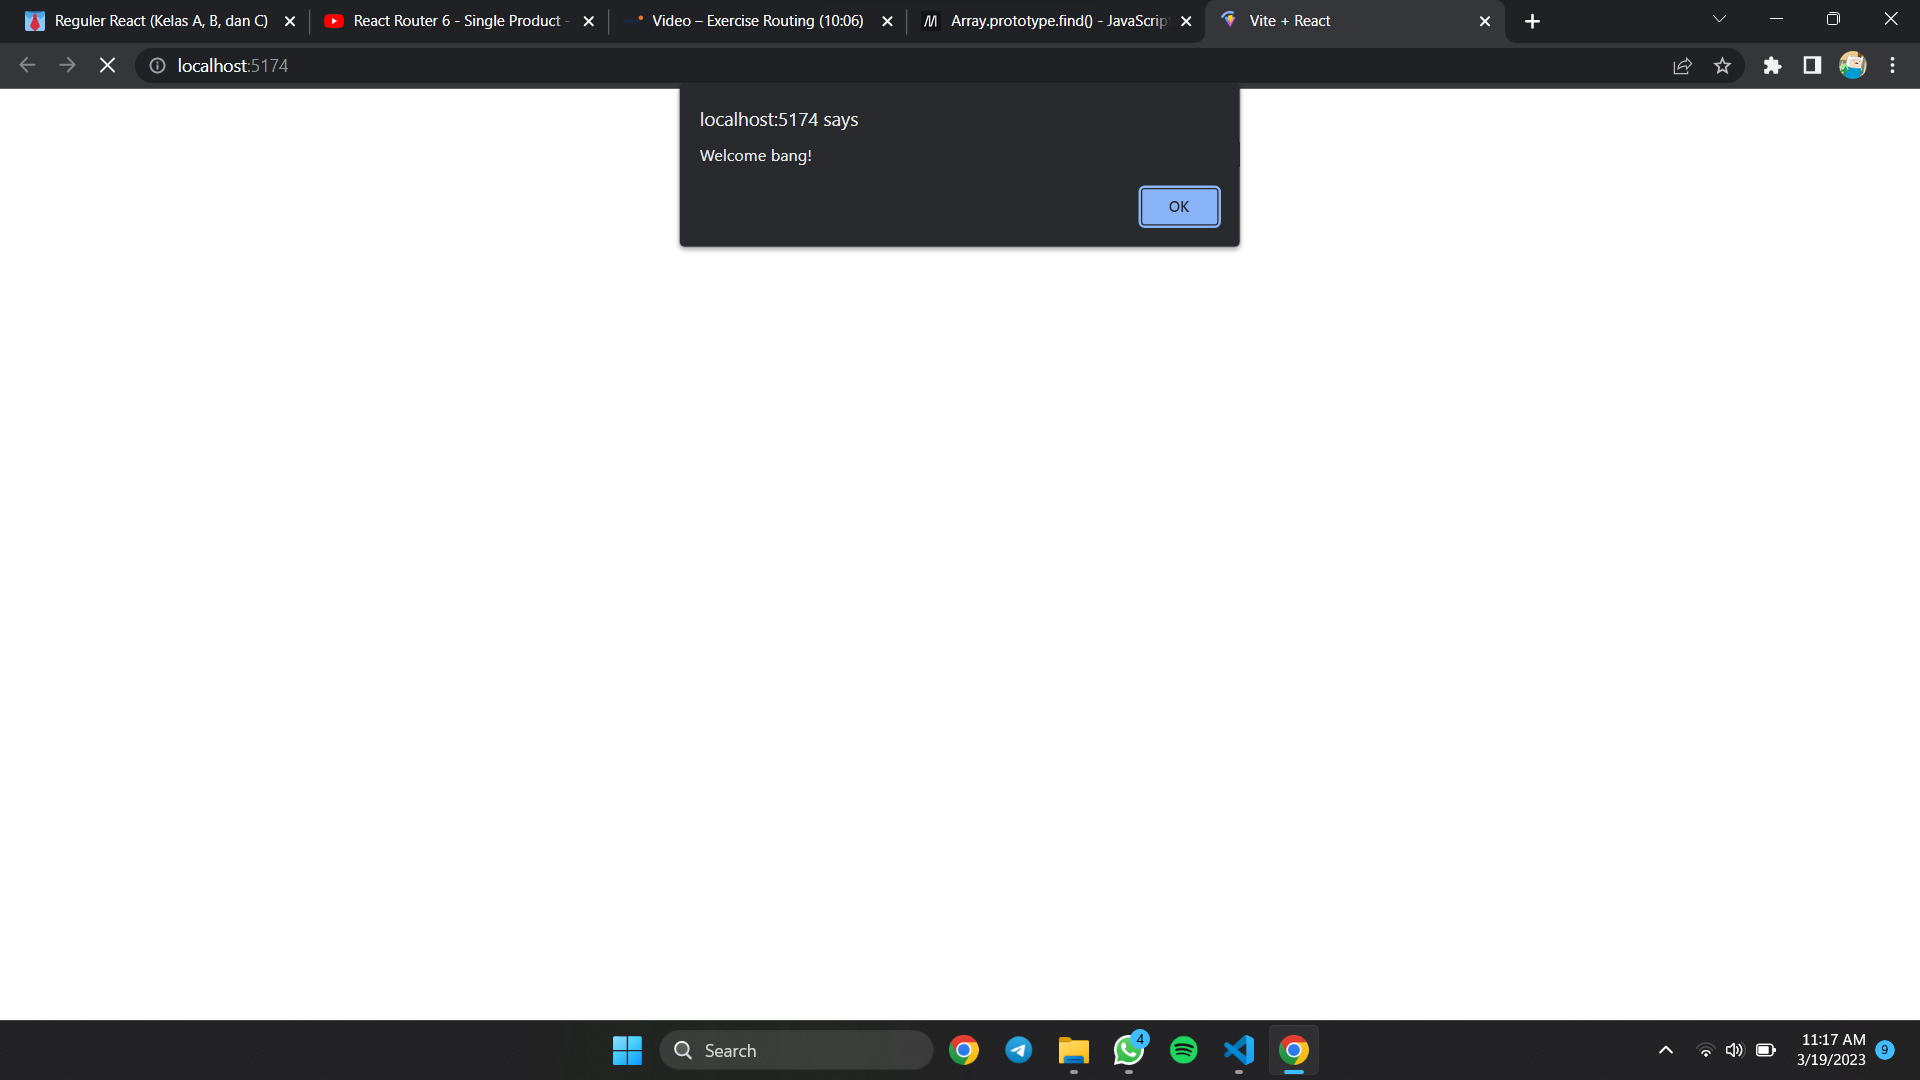 Reguler React (Kelas A, B, dan C)
React Router 6 - Single Product -
Video – Exercise Routing (10:06)
Array.prototype.find() - JavaScrip
Vite + React
localhost:5174
localhost:5174 says
Welcome bang!
OK
Search
4
11:17 AM
3/19/2023
9